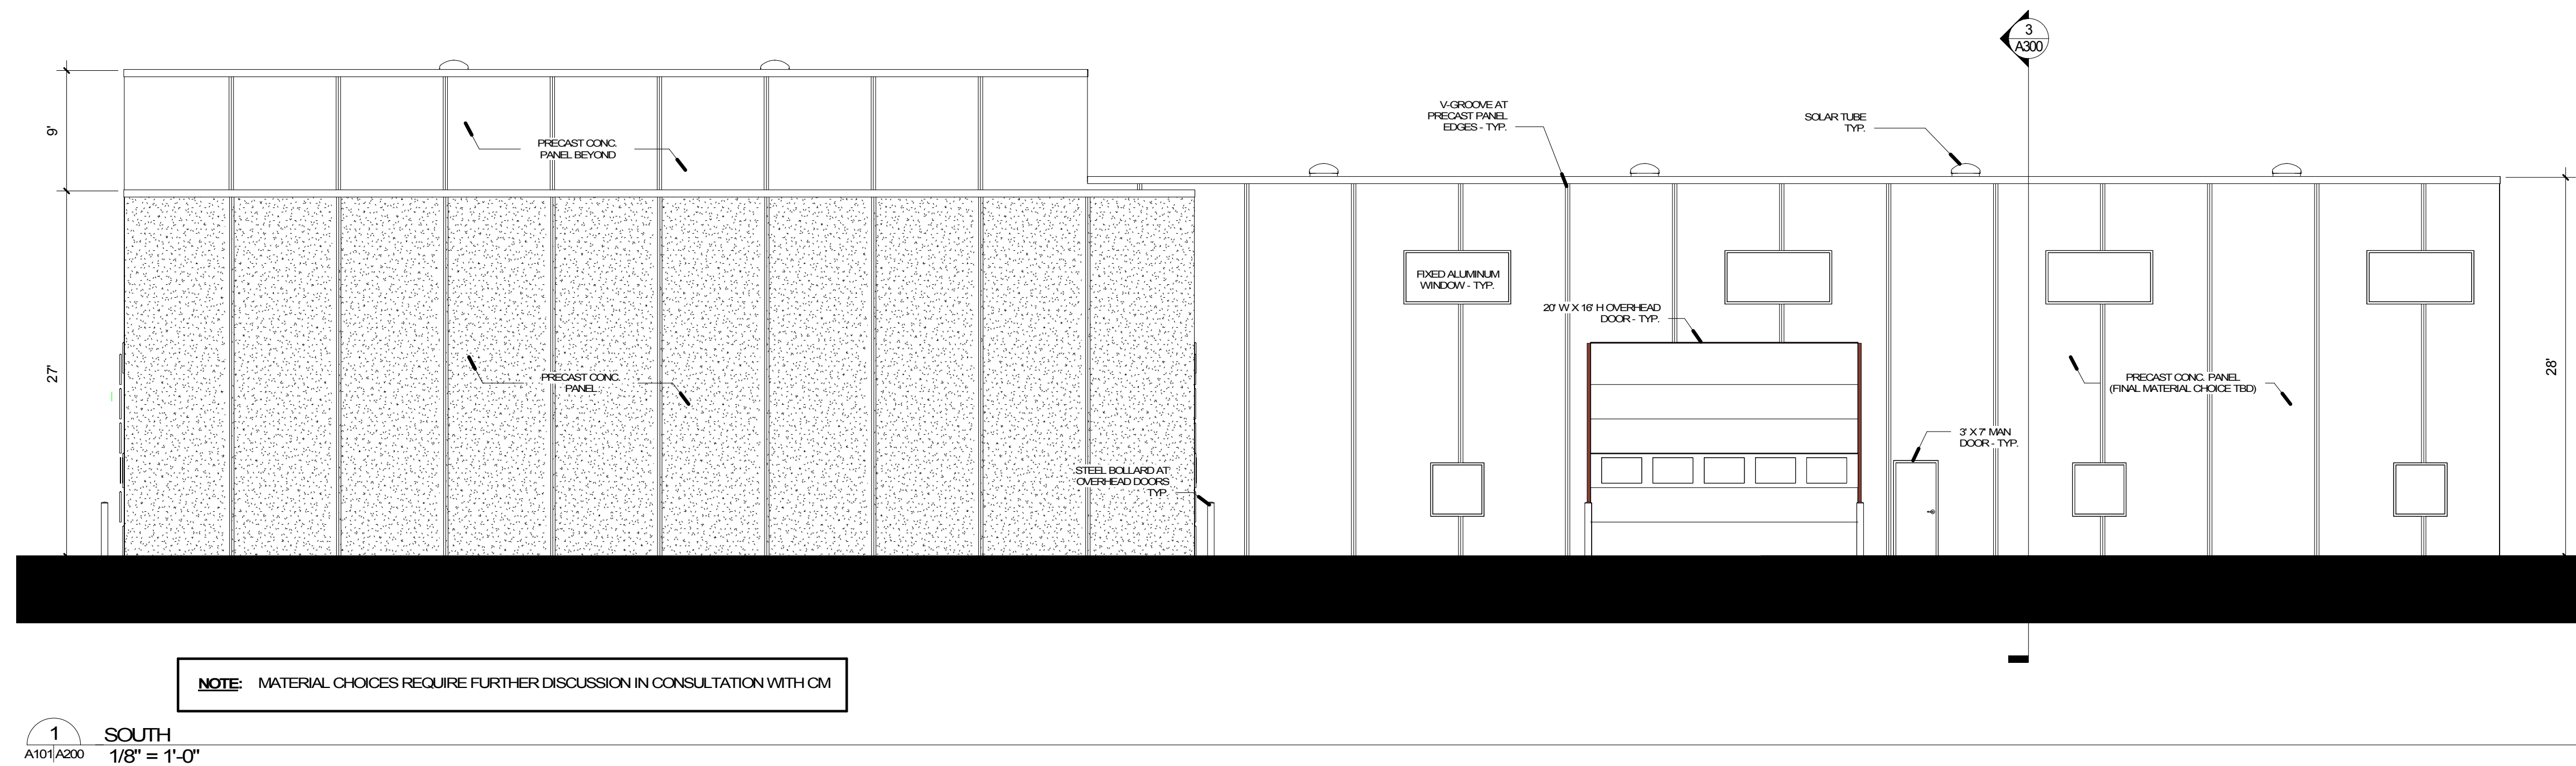 3
A300
9'
PRECAST CONC.
PANEL BEYOND
V-GROOVE AT
PRECAST PANEL
EDGES - TYP.
SOLAR TUBE
TYP.
FIXED ALUMINUM
WINDOW - TYP.
20' W X 16' H OVERHEAD
DOOR - TYP.
27'
PRECAST CONC.
PANEL
PRECAST CONC. PANEL
(FINAL MATERIAL CHOICE TBD)
28'
3' X 7' MAN
DOOR - TYP.
STEEL BOLLARD AT
OVERHEAD DOORS
TYP.
NOTE: MATERIAL CHOICES REQUIRE FURTHER DISCUSSION IN CONSULTATION WITH CM
1
A101 A200
SOUTH
1/8" = 1'-0"